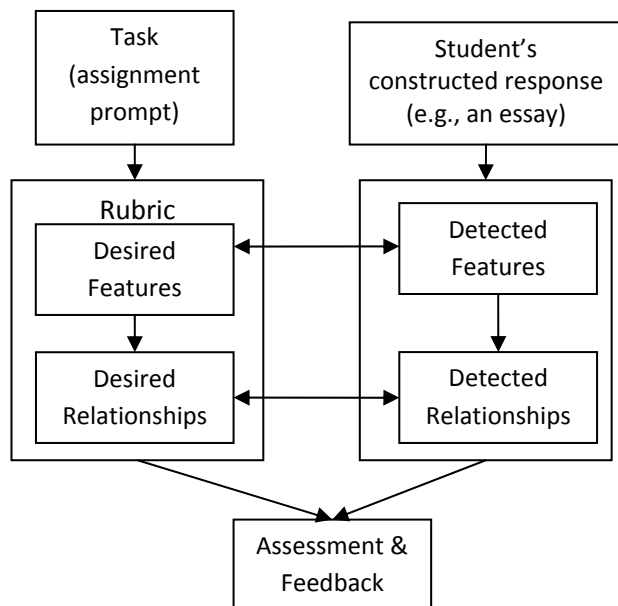 Task
(assignment
prompt)
Student’s
constructed response
(e.g., an essay)
Rubric
Desired
Features
Detected
Features
Desired
Relationships
Detected
Relationships
Assessment &
Feedback